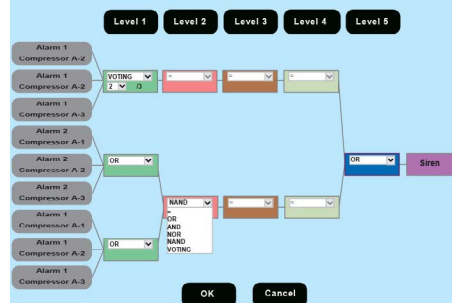 Level 1 Level 2 Level 3 Level 4 Level 5
Alarm 1
Compressor A-2
Alarm 1
Compressor A-2
VOTING = = =
2 /3
Alarm 1
Compressor A-3
Alarm 2
Compressor A-1
Alarm 2
Compressor A-2
OR OR Siren
Alarm 2
Compressor A-3
NAND = =
=
OR
AND
NOR
NAND
VOTING
Alarm 1
Compressor A-1
Alarm 1
Compressor A-2
OR
Alarm 1
Compressor A-3
OK Cancel